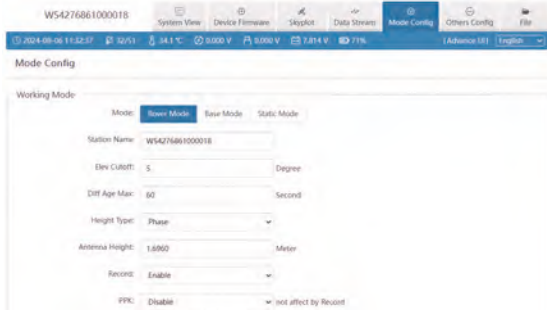 WS4276861000018
System View
Device Firmware
Skyplot
Data Stream
Mode Config
Others Config
File
2024-08-06 11:32:37 32/51 34.1 ℃ 0.000 V 0.000 V 7.814 V 71% [Advance UI] English
Mode Config
Working Mode
Mode: Rover Mode Base Mode Static Mode
Station Name: WS4276861000018
Elev Cutoff: 5 Degree
Diff Age Max: 60 Second
Height Type: Phase
Antenna Height: 1.6960 Meter
Record: Enable
PPK: Disable not affect by Record